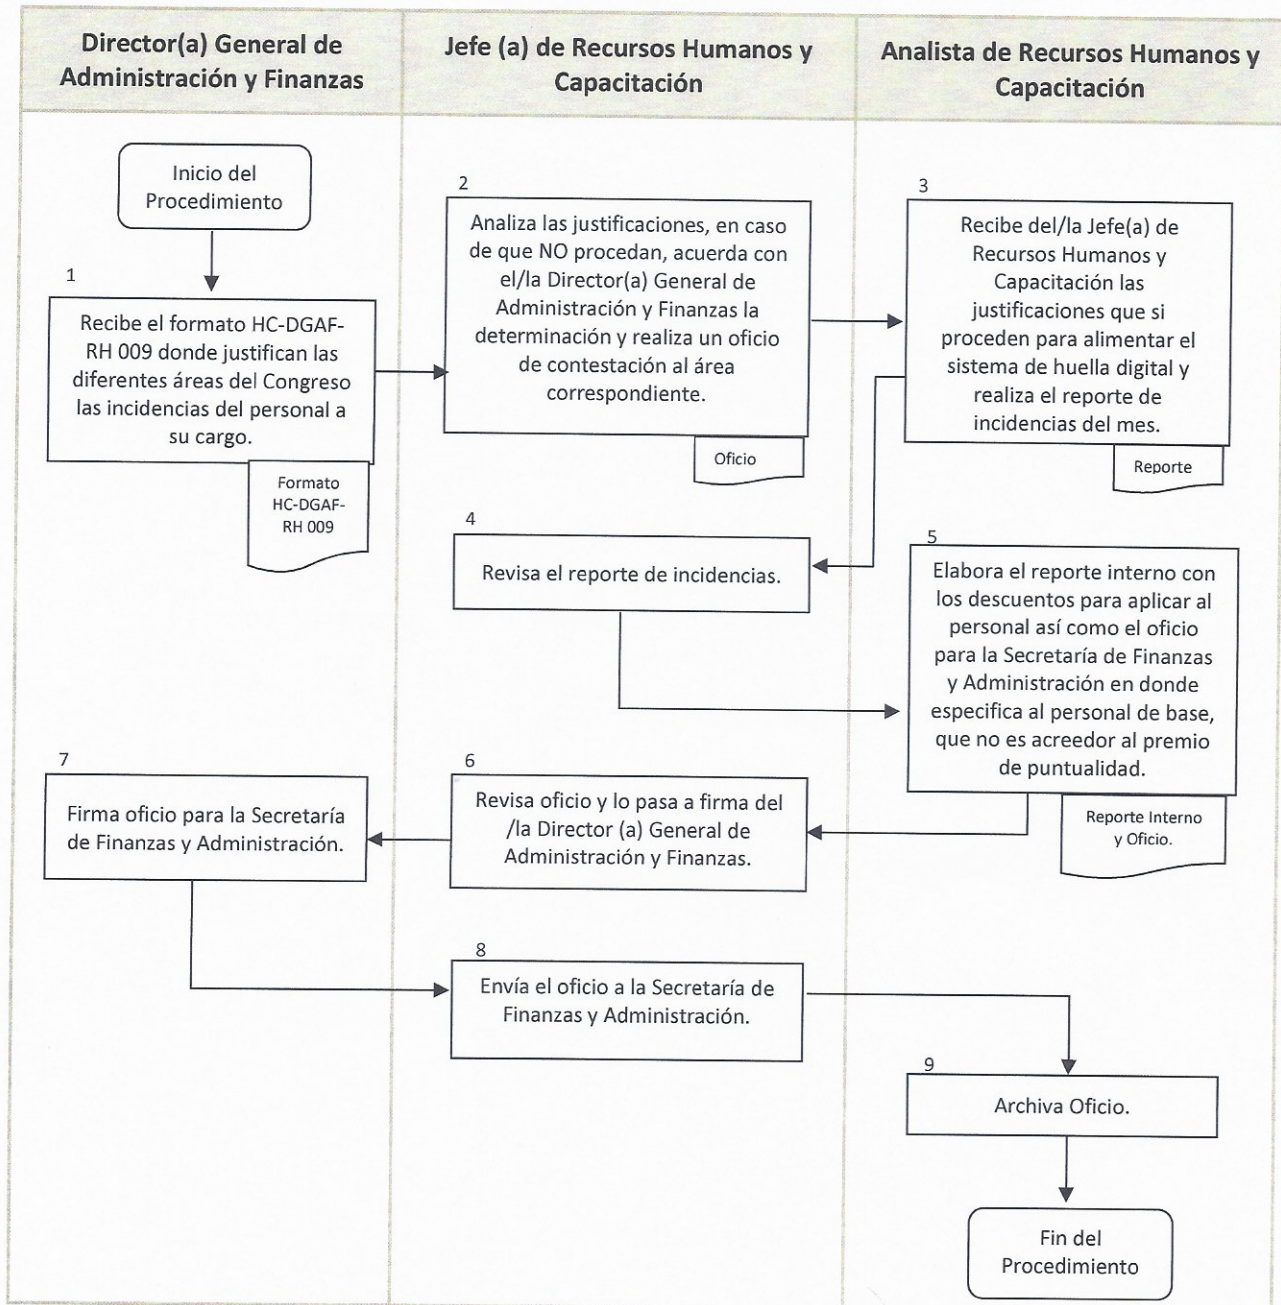 Director(a) General de
Administración y Finanzas
Jefe (a) de Recursos Humanos y
Capacitación
Analista de Recursos Humanos y
Capacitación
Inicio del
Procedimiento
1
Recibe el formato HC-DGAF-
RH 009 donde justifican las
diferentes áreas del Congreso
las incidencias del personal a
su cargo.
Formato
HC-DGAF-
RH 009
2
Analiza las justificaciones, en caso
de que NO procedan, acuerda con
el/la Director(a) General de
Administración y Finanzas la
determinación y realiza un oficio
de contestación al área
correspondiente.
Oficio
3
Recibe del/la Jefe(a) de
Recursos Humanos y
Capacitación las
justificaciones que si
proceden para alimentar el
sistema de huella digital y
realiza el reporte de
incidencias del mes.
Reporte
4
Revisa el reporte de incidencias.
5
Elabora el reporte interno con
los descuentos para aplicar al
personal así como el oficio
para la Secretaría de Finanzas
y Administración en donde
especifica al personal de base,
que no es acreedor al premio
de puntualidad.
Reporte Interno
y Oficio.
6
Revisa oficio y lo pasa a firma del
/la Director (a) General de
Administración y Finanzas.
7
Firma oficio para la Secretaría
de Finanzas y Administración.
8
Envía el oficio a la Secretaría de
Finanzas y Administración.
9
Archiva Oficio.
Fin del
Procedimiento